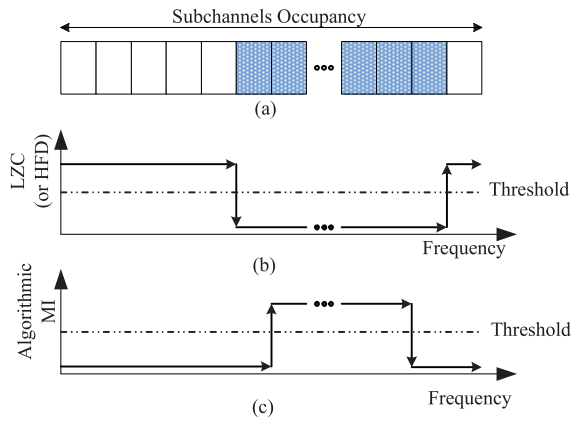 Subchannels Occupancy
(a)
LZC
(or HFD)
Threshold
Frequency
(b)
Algorithmic
MI
Threshold
Frequency
(c)